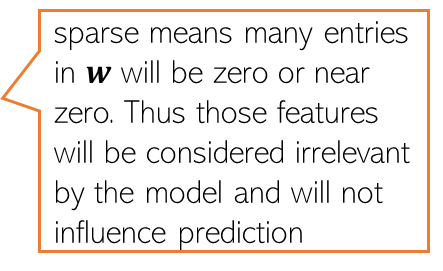 sparse means many entries
in w will be zero or near
zero. Thus those features
will be considered irrelevant
by the model and will not
influence prediction